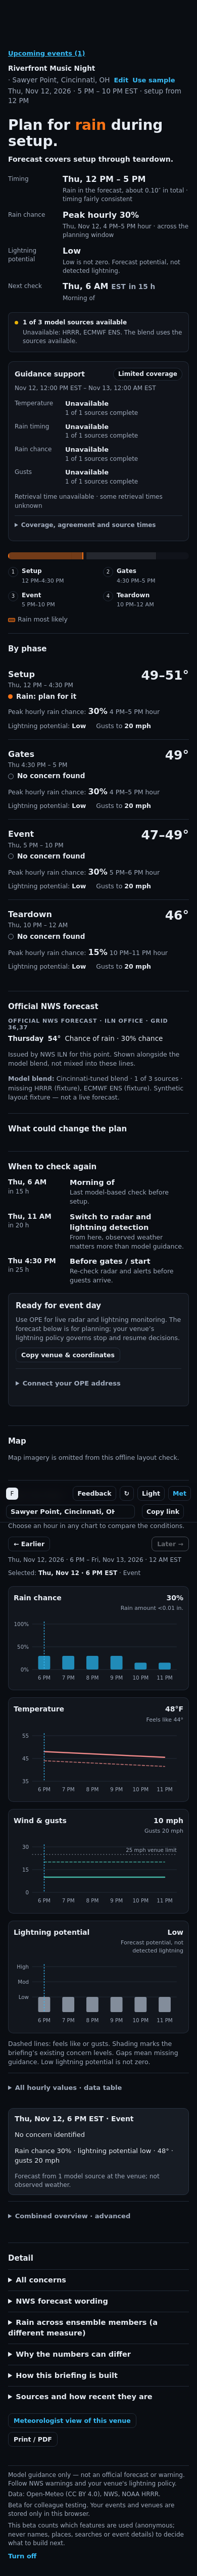 Upcoming events (1)
Riverfront Music Night
· Sawyer Point, Cincinnati, OH Edit Use sample
Thu, Nov 12, 2026 · 5 PM – 10 PM EST · setup from
12 PM
Plan for rain during
setup.
Forecast covers setup through teardown.
Timing
Thu, 12 PM – 5 PM
Rain in the forecast, about 0.10″ in total ·
timing fairly consistent
Rain chance
Peak hourly 30%
Thu, Nov 12, 4 PM–5 PM hour · across the
planning window
Lightning
potential
Low
Low is not zero. Forecast potential, not
detected lightning.
Next check
Thu, 6 AM EST in 15 h
Morning of
1 of 3 model sources available
Unavailable: HRRR, ECMWF ENS. The blend uses the
sources available.
Guidance support
Limited coverage
Nov 12, 12:00 PM EST – Nov 13, 12:00 AM EST
Temperature
Unavailable
1 of 1 sources complete
Rain timing
Unavailable
1 of 1 sources complete
Rain chance
Unavailable
1 of 1 sources complete
Gusts
Unavailable
1 of 1 sources complete
Retrieval time unavailable · some retrieval times
unknown
▸ Coverage, agreement and source times
1 Setup
12 PM–4:30 PM
2 Gates
4:30 PM–5 PM
3 Event
5 PM–10 PM
4 Teardown
10 PM–12 AM
Rain most likely
By phase
Setup
49–51°
Thu, 12 PM – 4:30 PM
Rain: plan for it
Peak hourly rain chance: 30% 4 PM–5 PM hour
Lightning potential: Low Gusts to 20 mph
Gates
49°
Thu 4:30 PM – 5 PM
No concern found
Peak hourly rain chance: 30% 4 PM–5 PM hour
Lightning potential: Low Gusts to 20 mph
Event
47–49°
Thu, 5 PM – 10 PM
No concern found
Peak hourly rain chance: 30% 5 PM–6 PM hour
Lightning potential: Low Gusts to 20 mph
Teardown
46°
Thu, 10 PM – 12 AM
No concern found
Peak hourly rain chance: 15% 10 PM–11 PM hour
Lightning potential: Low Gusts to 20 mph
Official NWS forecast
OFFICIAL NWS FORECAST · ILN OFFICE · GRID
36,37
Thursday 54° Chance of rain · 30% chance
Issued by NWS ILN for this point. Shown alongside the
model blend, not mixed into these lines.
Model blend: Cincinnati-tuned blend · 1 of 3 sources ·
missing HRRR (fixture), ECMWF ENS (fixture). Synthetic
layout fixture — not a live forecast.
What could change the plan
When to check again
Thu, 6 AM
in 15 h
Morning of
Last model-based check before
setup.
Thu, 11 AM
in 20 h
Switch to radar and
lightning detection
From here, observed weather
matters more than model guidance.
Thu 4:30 PM
in 25 h
Before gates / start
Re-check radar and alerts before
guests arrive.
Ready for event day
Use OPE for live radar and lightning monitoring. The
forecast below is for planning; your venue's
lightning policy governs stop and resume decisions.
Copy venue & coordinates
▸ Connect your OPE address
Map
Map imagery is omitted from this offline layout check.
F Feedback ↻ Light Met
Sawyer Point, Cincinnati, OH Copy link
Choose an hour in any chart to compare the conditions.
← Earlier Later →
Thu, Nov 12, 2026 · 6 PM – Fri, Nov 13, 2026 · 12 AM EST
Selected: Thu, Nov 12 · 6 PM EST · Event
Rain chance 30%
Rain amount <0.01 in.
100%
50%
0%
6 PM 7 PM 8 PM 9 PM 10 PM 11 PM
Temperature 48°F
Feels like 44°
55
45
35
6 PM 7 PM 8 PM 9 PM 10 PM 11 PM
Wind & gusts 10 mph
Gusts 20 mph
30
25 mph venue limit
15
0
6 PM 7 PM 8 PM 9 PM 10 PM 11 PM
Lightning potential Low
Forecast potential, not
detected lightning
High
Mod
Low
6 PM 7 PM 8 PM 9 PM 10 PM 11 PM
Dashed lines: feels like or gusts. Shading marks the
briefing's existing concern levels. Gaps mean missing
guidance. Low lightning potential is not zero.
▸ All hourly values · data table
Thu, Nov 12, 6 PM EST · Event
No concern identified
Rain chance 30% · lightning potential low · 48° ·
gusts 20 mph
Forecast from 1 model source at the venue; not
observed weather.
▸ Combined overview · advanced
Detail
▸ All concerns
▸ NWS forecast wording
▸ Rain across ensemble members (a
different measure)
▸ Why the numbers can differ
▸ How this briefing is built
▸ Sources and how recent they are
Meteorologist view of this venue
Print / PDF
Model guidance only — not an official forecast or warning.
Follow NWS warnings and your venue's lightning policy.
Data: Open-Meteo (CC BY 4.0), NWS, NOAA HRRR.
Beta for colleague testing. Your events and venues are
stored only in this browser.
This beta counts which features are used (anonymous;
never names, places, searches or event details) to decide
what to build next.
Turn off